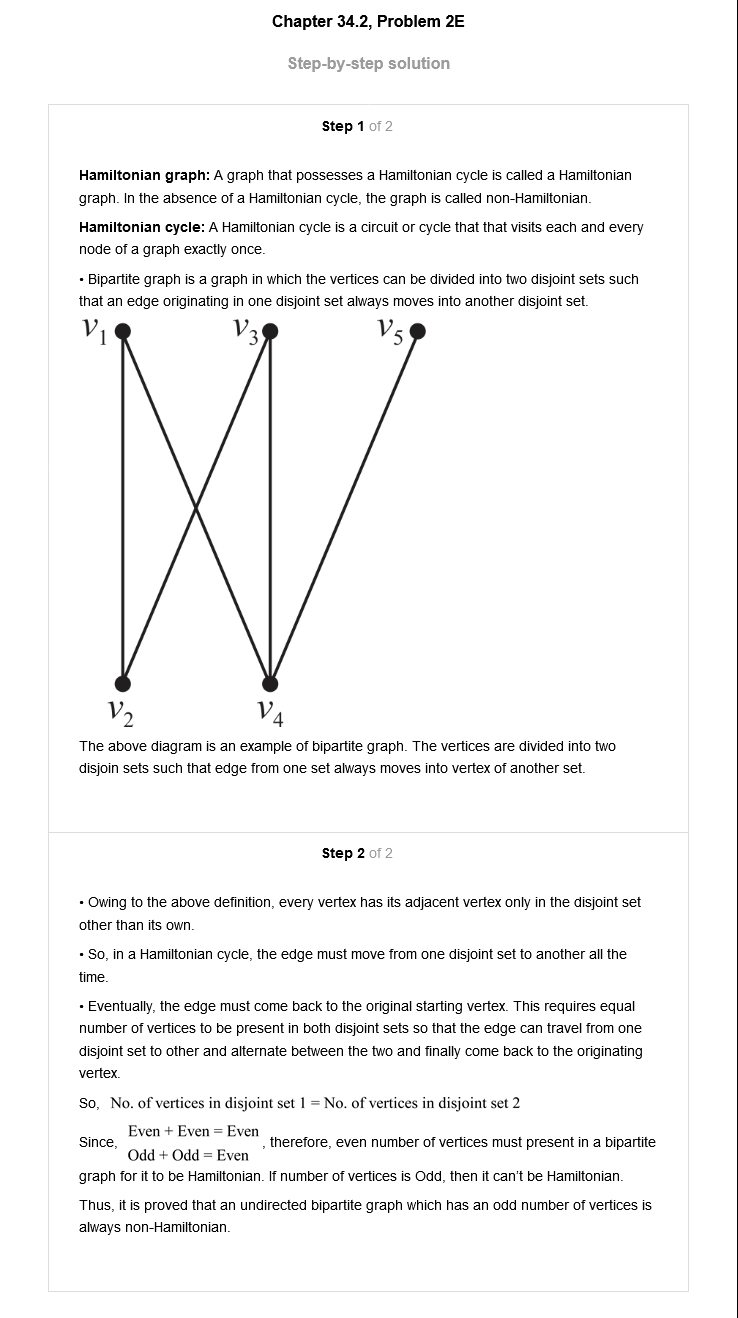 Chapter 34.2, Problem 2E
Step-by-step solution
Step 1 of 2
Hamiltonian graph: A graph that possesses a Hamiltonian cycle is called a Hamiltonian
graph. In the absence of a Hamiltonian cycle, the graph is called non-Hamiltonian.
Hamiltonian cycle: A Hamiltonian cycle is a circuit or cycle that that visits each and every
node of a graph exactly once.
• Bipartite graph is a graph in which the vertices can be divided into two disjoint sets such
that an edge originating in one disjoint set always moves into another disjoint set.
V1 V3 V5
V2 V4
The above diagram is an example of bipartite graph. The vertices are divided into two
disjoin sets such that edge from one set always moves into vertex of another set.
Step 2 of 2
• Owing to the above definition, every vertex has its adjacent vertex only in the disjoint set
other than its own.
• So, in a Hamiltonian cycle, the edge must move from one disjoint set to another all the
time.
• Eventually, the edge must come back to the original starting vertex. This requires equal
number of vertices to be present in both disjoint sets so that the edge can travel from one
disjoint set to other and alternate between the two and finally come back to the originating
vertex.
So, No. of vertices in disjoint set 1 = No. of vertices in disjoint set 2
Even + Even = Even
Since, , therefore, even number of vertices must present in a bipartite
Odd + Odd = Even
graph for it to be Hamiltonian. If number of vertices is Odd, then it can't be Hamiltonian.
Thus, it is proved that an undirected bipartite graph which has an odd number of vertices is
always non-Hamiltonian.